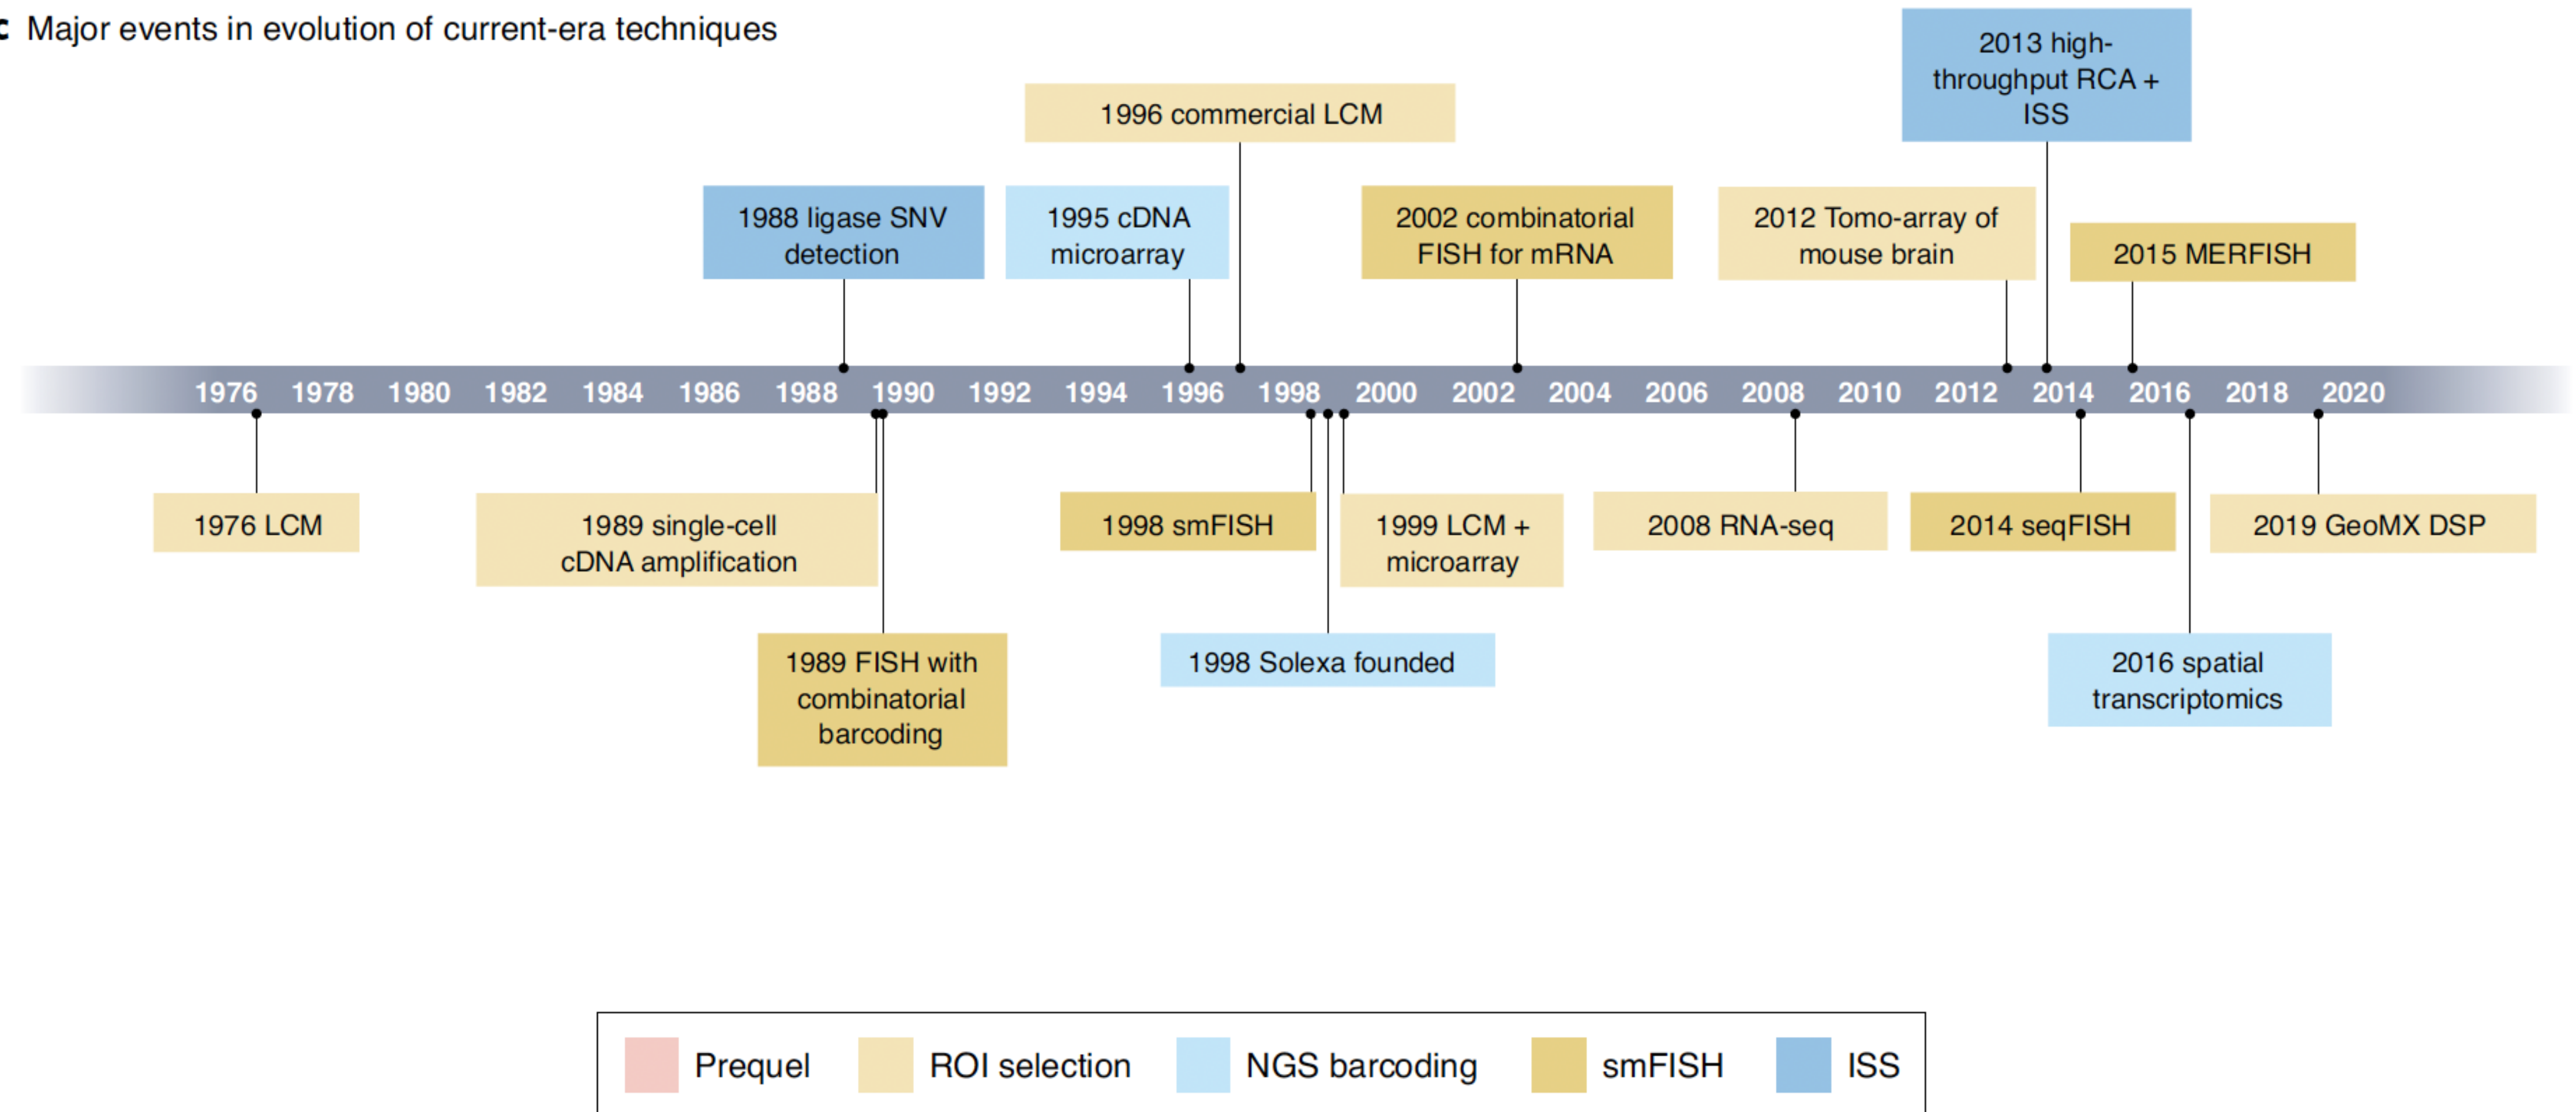 c Major events in evolution of current-era techniques
2013 high-
throughput RCA +
ISS
1996 commercial LCM
1988 ligase SNV
detection
1995 cDNA
microarray
2002 combinatorial
FISH for mRNA
2012 Tomo-array of
mouse brain
2015 MERFISH
1976 1978 1980 1982 1984 1986 1988 1990 1992 1994 1996 1998 2000 2002 2004 2006 2008 2010 2012 2014 2016 2018 2020
1976 LCM
1989 single-cell
cDNA amplification
1998 smFISH
1999 LCM +
microarray
2008 RNA-seq
2014 seqFISH
2019 GeoMX DSP
1989 FISH with
combinatorial
barcoding
1998 Solexa founded
2016 spatial
transcriptomics
Prequel ROI selection NGS barcoding smFISH ISS